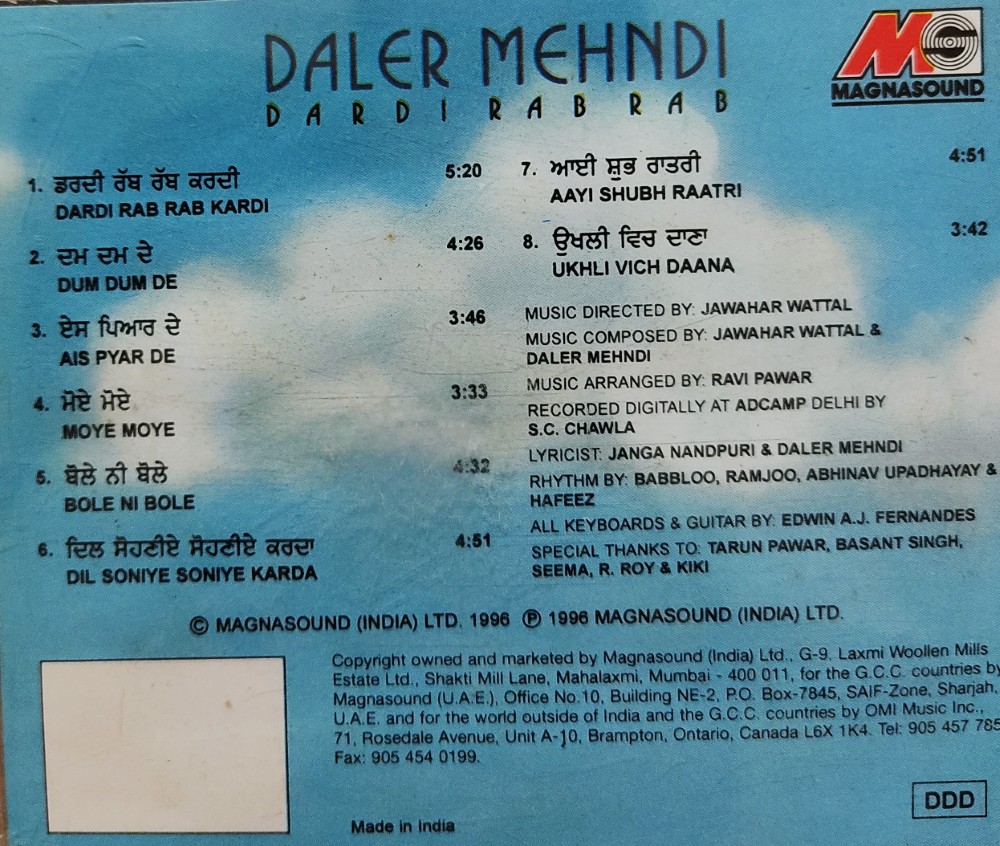 DALER MEHNDI
DARDI RAB RAB
MG
MAGNASOUND
1. ਡਰਦੀ ਰੱਬ ਰੱਬ ਕਰਦੀ 5:20
DARDI RAB RAB KARDI
2. ਦਮ ਦਮ ਦੇ 4:26
DUM DUM DE
3. ਏਸ ਪਿਆਰ ਦੇ 3:46
AIS PYAR DE
4. ਮੋਏ ਮੋਏ 3:33
MOYE MOYE
5. ਬੋਲੇ ਨੀ ਬੋਲੇ 4:32
BOLE NI BOLE
6. ਦਿਲ ਸੋਹਣੀਏ ਸੋਹਣੀਏ ਕਰਦਾ 4:51
DIL SONIYE SONIYE KARDA
7. ਆਈ ਸ਼ੁਭ ਰਾਤਰੀ 4:51
AAYI SHUBH RAATRI
8. ਉਖਲੀ ਵਿਚ ਦਾਣਾ 3:42
UKHLI VICH DAANA
MUSIC DIRECTED BY: JAWAHAR WATTAL
MUSIC COMPOSED BY: JAWAHAR WATTAL &
DALER MEHNDI
MUSIC ARRANGED BY: RAVI PAWAR
RECORDED DIGITALLY AT ADCAMP DELHI BY
S.C. CHAWLA
LYRICIST: JANGA NANDPURI & DALER MEHNDI
RHYTHM BY: BABBLOO, RAMJOO, ABHINAV UPADHAYAY &
HAFEEZ
ALL KEYBOARDS & GUITAR BY: EDWIN A.J. FERNANDES
SPECIAL THANKS TO: TARUN PAWAR, BASANT SINGH,
SEEMA, R. ROY & KIKI
© MAGNASOUND (INDIA) LTD. 1996 ℗ 1996 MAGNASOUND (INDIA) LTD.
Copyright owned and marketed by Magnasound (India) Ltd., G-9, Laxmi Woollen Mills
Estate Ltd., Shakti Mill Lane, Mahalaxmi, Mumbai - 400 011, for the G.C.C. countries by
Magnasound (U.A.E.), Office No.10, Building NE-2, P.O. Box-7845, SAIF-Zone, Sharjah,
U.A.E. and for the world outside of India and the G.C.C. countries by OMI Music Inc.,
71, Rosedale Avenue, Unit A-10, Brampton, Ontario, Canada L6X 1K4. Tel: 905 457 785
Fax: 905 454 0199.
Made in India
DDD